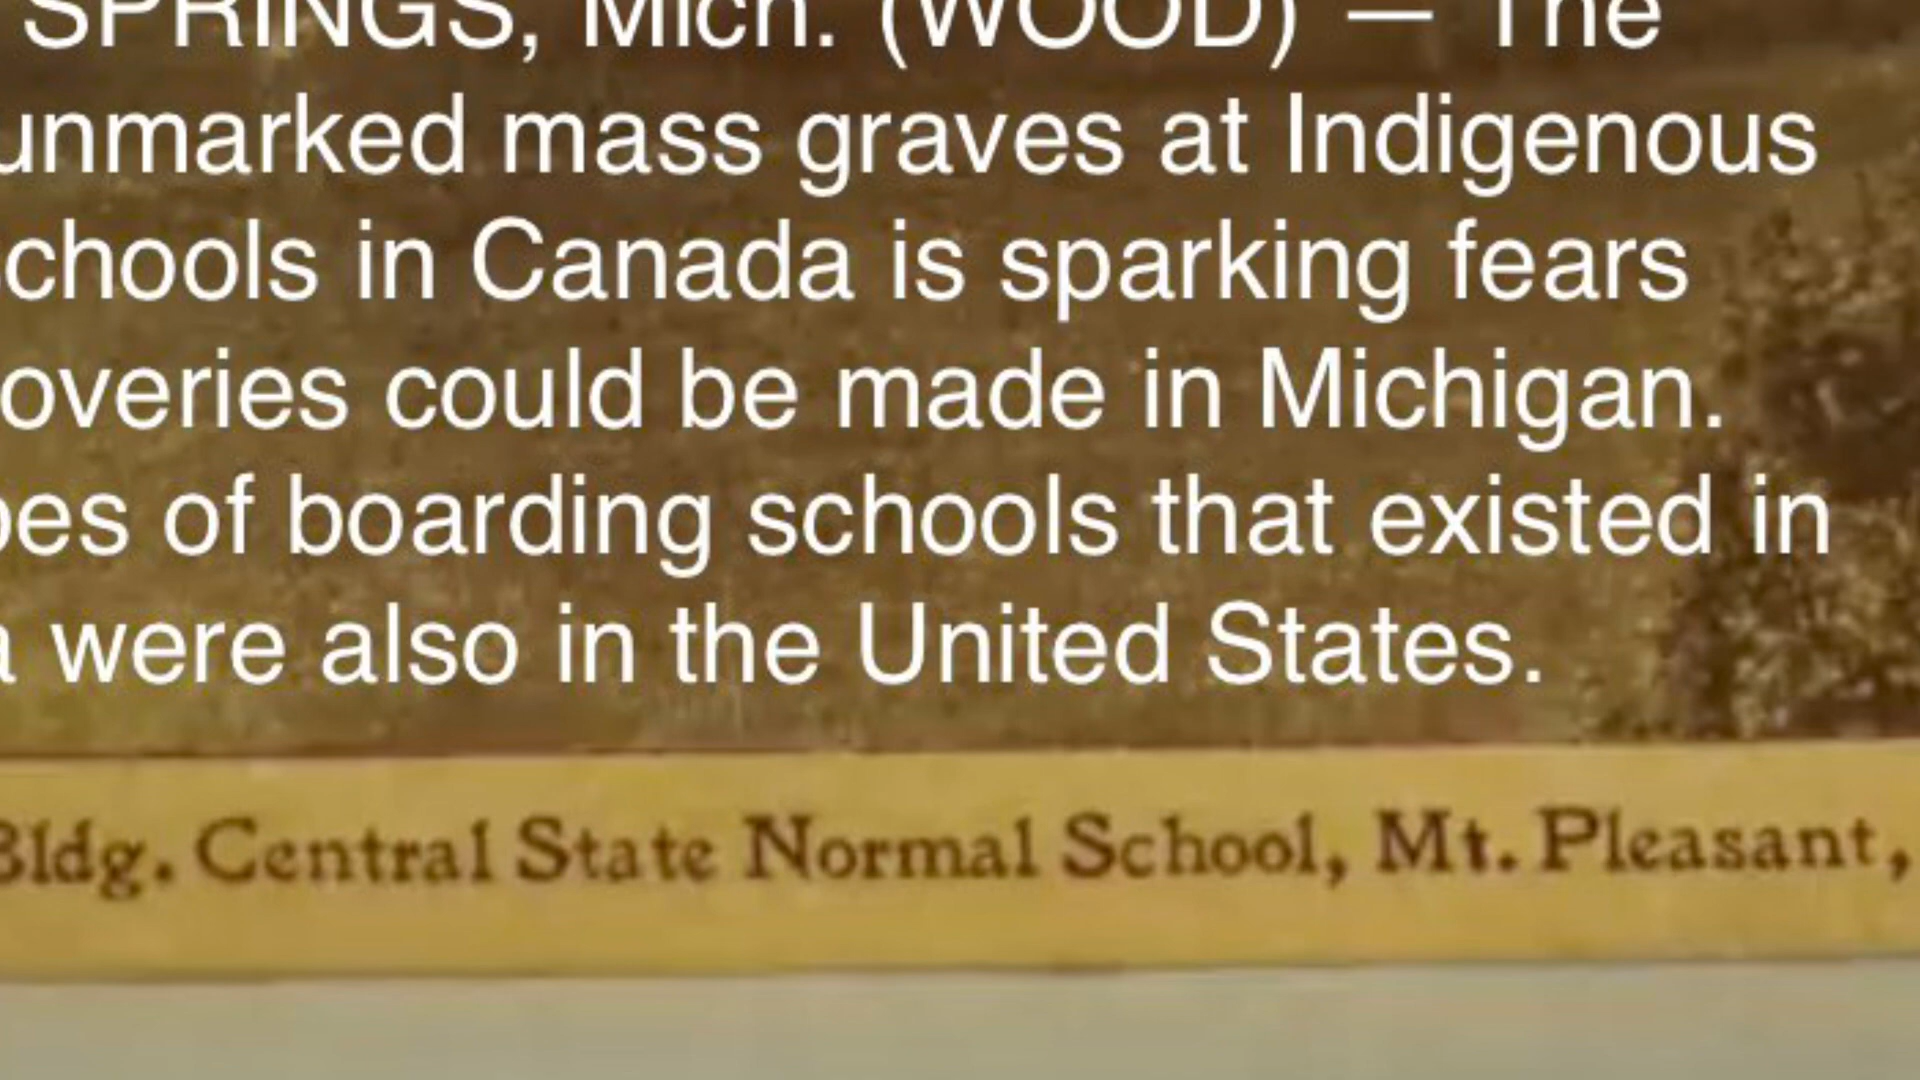 SPRINGS, Mich. (WOOD) — The
unmarked mass graves at Indigenous
schools in Canada is sparking fears
overies could be made in Michigan.
pes of boarding schools that existed in
a were also in the United States.
Bldg. Central State Normal School, Mt. Pleasant,